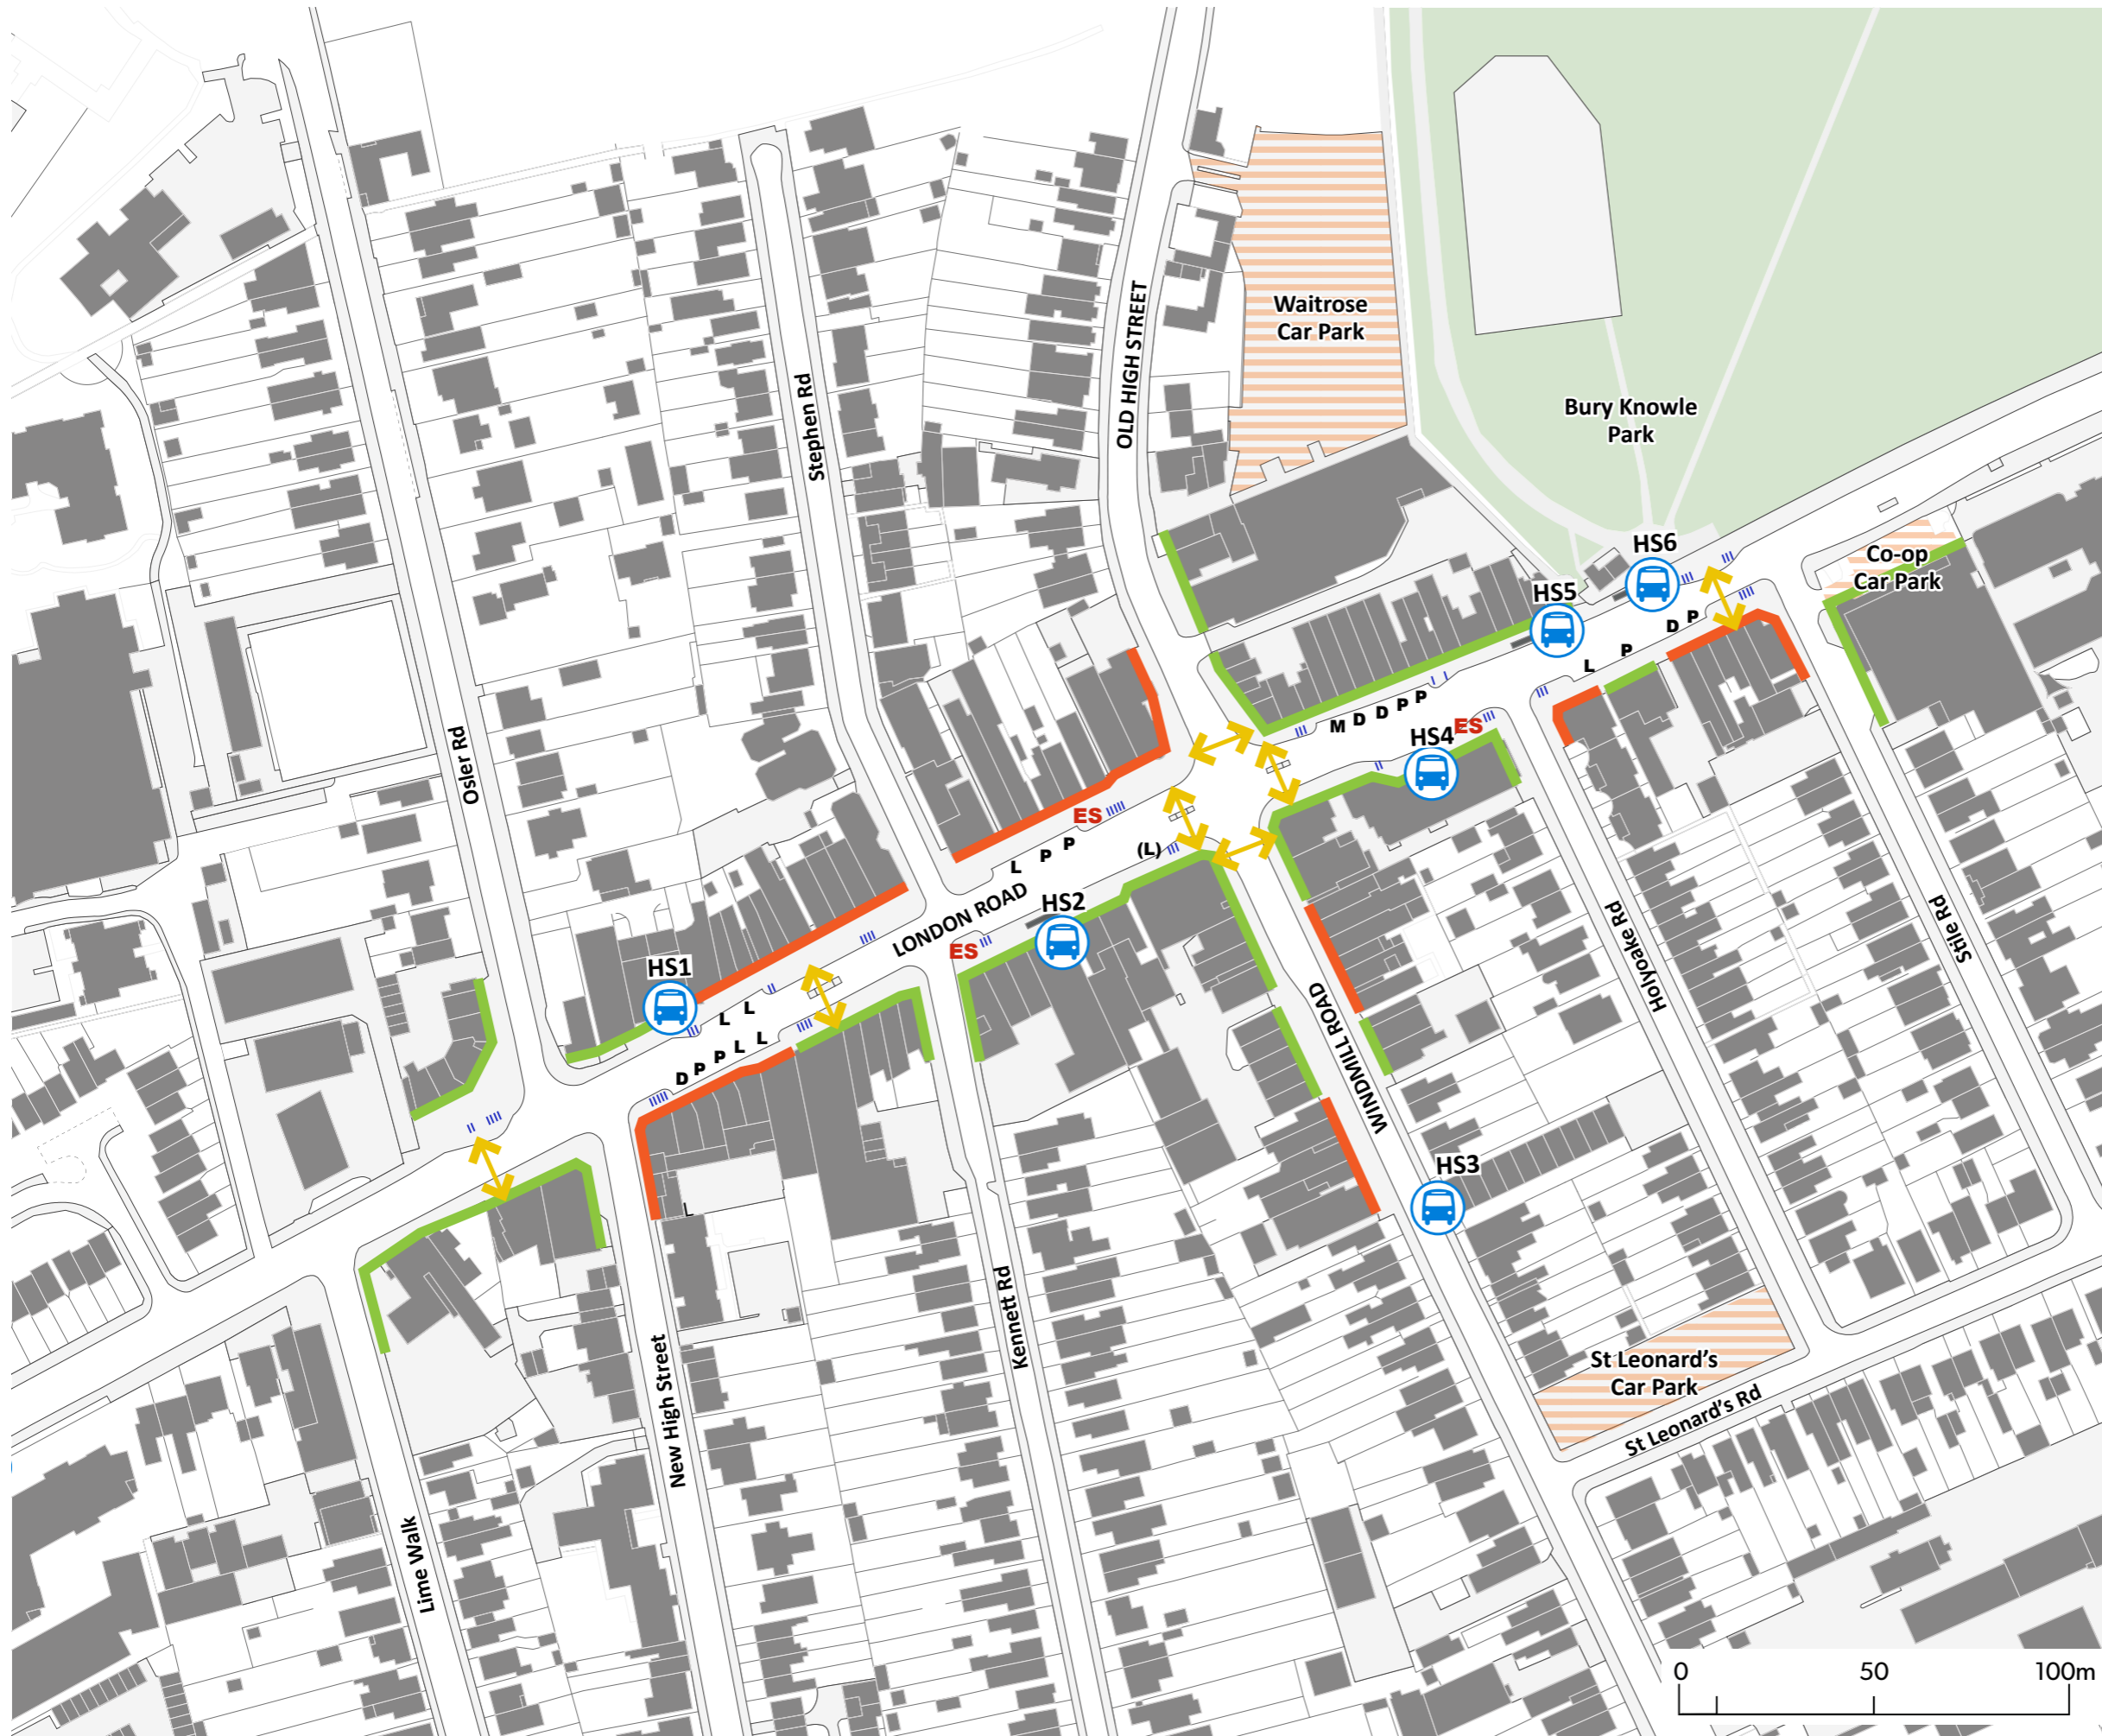 Waitrose
Car Park
Bury Knowle
Park
OLD HIGH STREET
Stephen Rd
HS6
Co-op
Car Park
HS5
P
D
P
L
Osler Rd
M D D P P
ES
HS4
ES
P
P
L
(L)
LONDON ROAD
HS2
ES
HS1
L
L
L
L
P
D
Holyoake Rd
Stile Rd
WINDMILL ROAD
HS3
L
Kennett Rd
New High Street
St Leonard's
Car Park
St Leonard's Rd
Lime Walk
0 50 100m